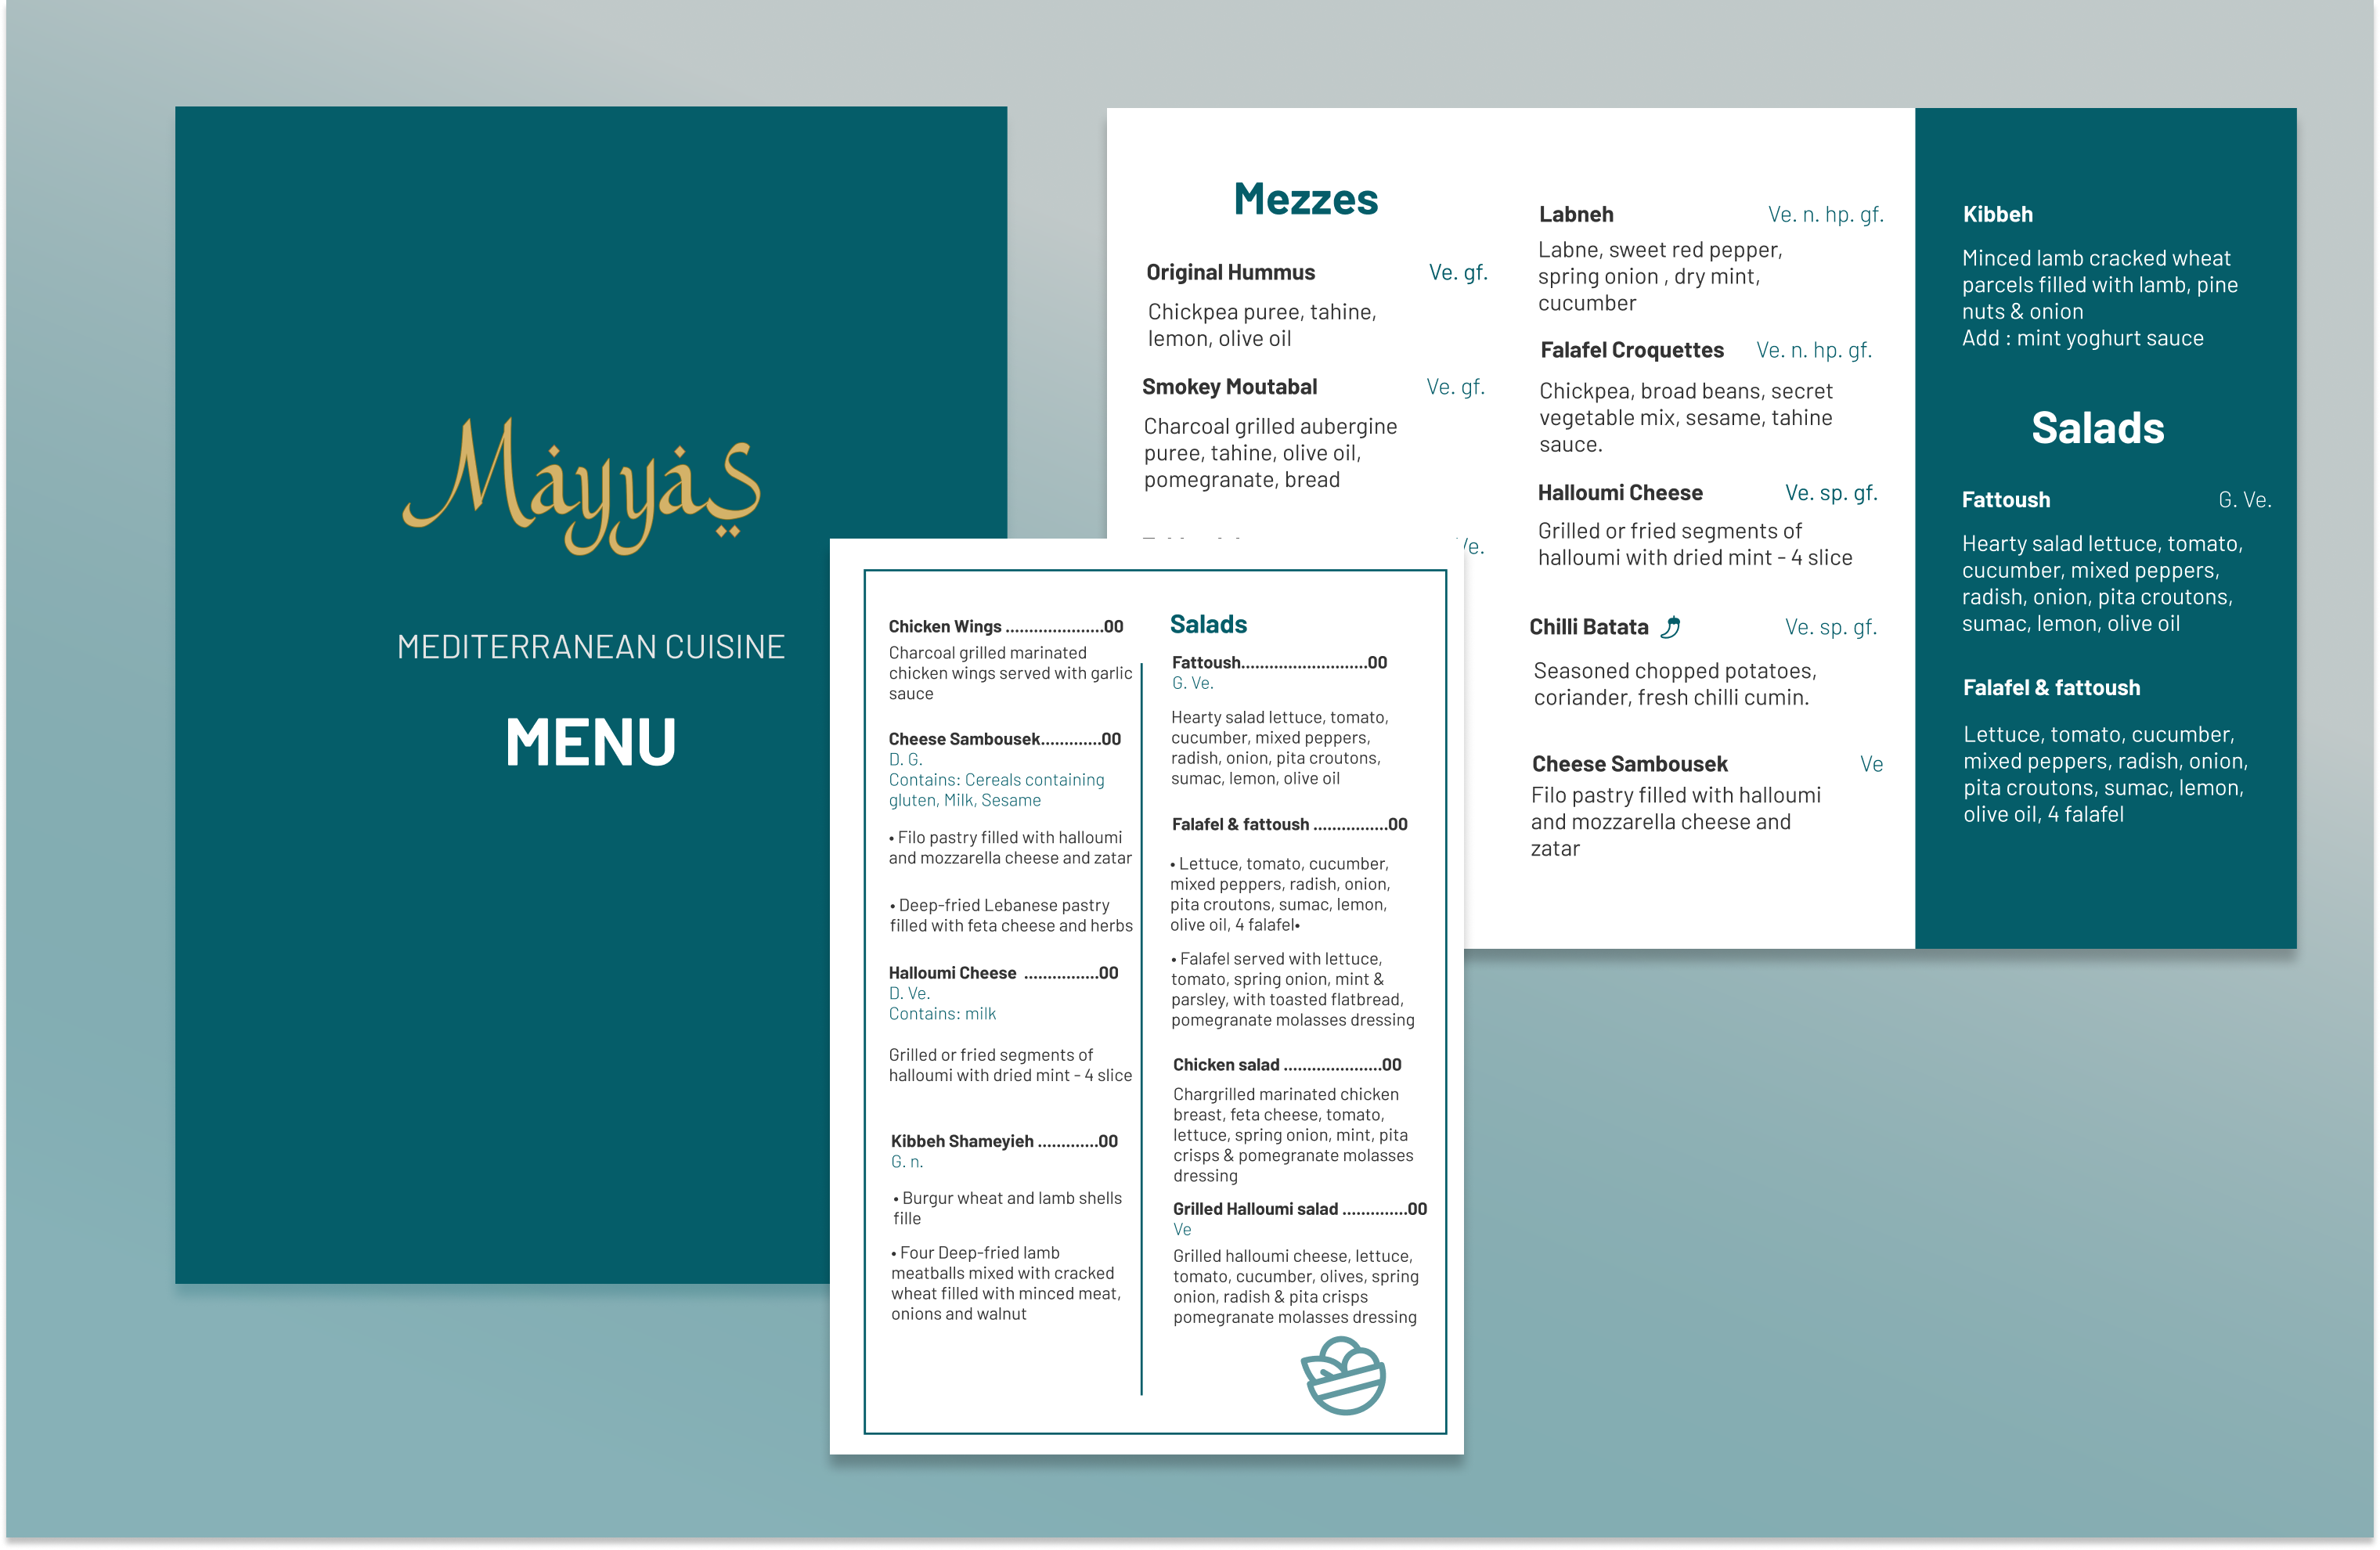 Mayyas
MEDITERRANEAN CUISINE
MENU
Mezzes
Original Hummus Ve. gf.
Chickpea puree, tahine,
lemon, olive oil
Smokey Moutabal Ve. gf.
Charcoal grilled aubergine
puree, tahine, olive oil,
pomegranate, bread
Ve.
Labneh Ve. n. hp. gf.
Labne, sweet red pepper,
spring onion , dry mint,
cucumber
Falafel Croquettes Ve. n. hp. gf.
Chickpea, broad beans, secret
vegetable mix, sesame, tahine
sauce.
Halloumi Cheese Ve. sp. gf.
Grilled or fried segments of
halloumi with dried mint - 4 slice
Chilli Batata Ve. sp. gf.
Seasoned chopped potatoes,
coriander, fresh chilli cumin.
Cheese Sambousek Ve
Filo pastry filled with halloumi
and mozzarella cheese and
zatar
Kibbeh
Minced lamb cracked wheat
parcels filled with lamb, pine
nuts & onion
Add : mint yoghurt sauce
Salads
Fattoush G. Ve.
Hearty salad lettuce, tomato,
cucumber, mixed peppers,
radish, onion, pita croutons,
sumac, lemon, olive oil
Falafel & fattoush
Lettuce, tomato, cucumber,
mixed peppers, radish, onion,
pita croutons, sumac, lemon,
olive oil, 4 falafel
Chicken Wings .....................00
Charcoal grilled marinated
chicken wings served with garlic
sauce
Cheese Sambousek.............00
D. G.
Contains: Cereals containing
gluten, Milk, Sesame
• Filo pastry filled with halloumi
and mozzarella cheese and zatar
• Deep-fried Lebanese pastry
filled with feta cheese and herbs
Halloumi Cheese ................00
D. Ve.
Contains: milk
Grilled or fried segments of
halloumi with dried mint - 4 slice
Kibbeh Shameyieh .............00
G. n.
• Burgur wheat and lamb shells
fille
• Four Deep-fried lamb
meatballs mixed with cracked
wheat filled with minced meat,
onions and walnut
Salads
Fattoush...........................00
G. Ve.
Hearty salad lettuce, tomato,
cucumber, mixed peppers,
radish, onion, pita croutons,
sumac, lemon, olive oil
Falafel & fattoush ................00
• Lettuce, tomato, cucumber,
mixed peppers, radish, onion,
pita croutons, sumac, lemon,
olive oil, 4 falafel•
• Falafel served with lettuce,
tomato, spring onion, mint &
parsley, with toasted flatbread,
pomegranate molasses dressing
Chicken salad .....................00
Chargrilled marinated chicken
breast, feta cheese, tomato,
lettuce, spring onion, mint, pita
crisps & pomegranate molasses
dressing
Grilled Halloumi salad ..............00
Ve
Grilled halloumi cheese, lettuce,
tomato, cucumber, olives, spring
onion, radish & pita crisps
pomegranate molasses dressing